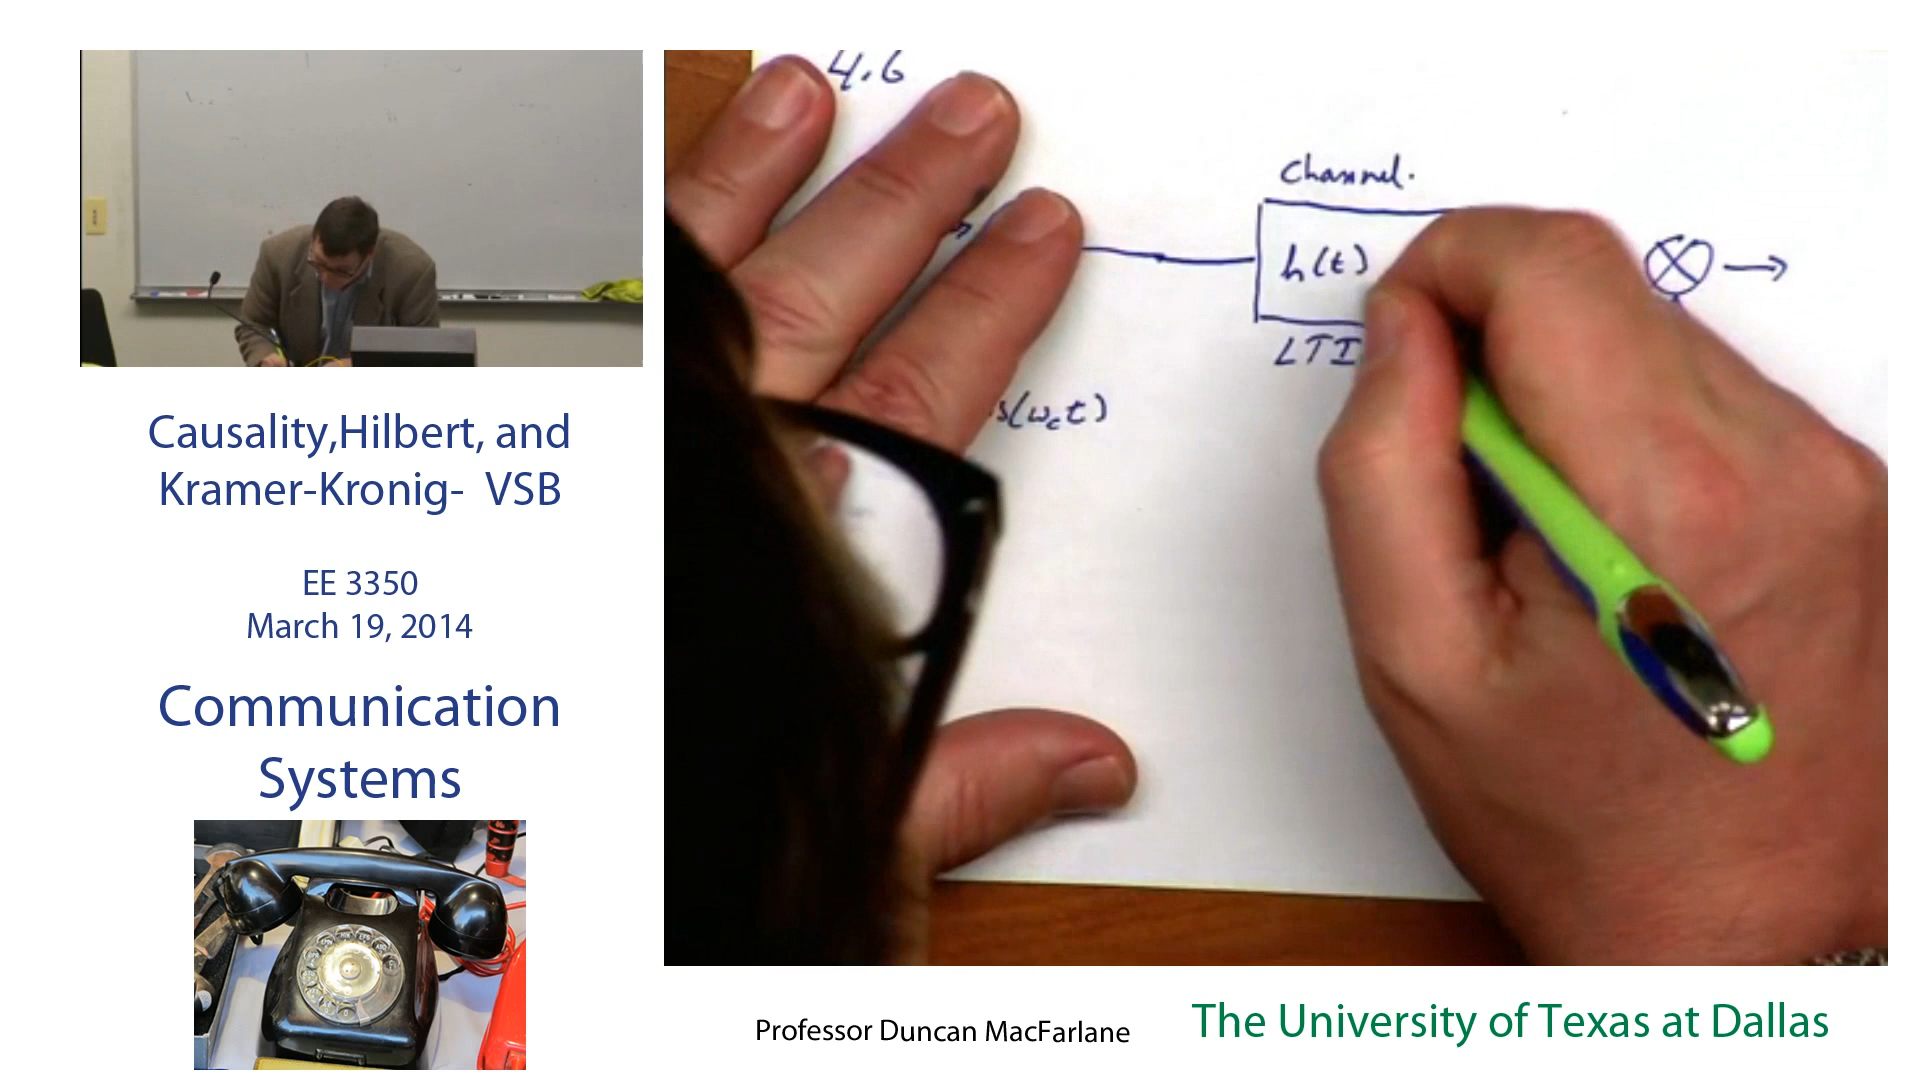 4.6
Channel.
h(t)
LTI
s(ωct)
Causality,Hilbert, and
Kramer-Kronig- VSB
EE 3350
March 19, 2014
Communication
Systems
Professor Duncan MacFarlane
The University of Texas at Dallas